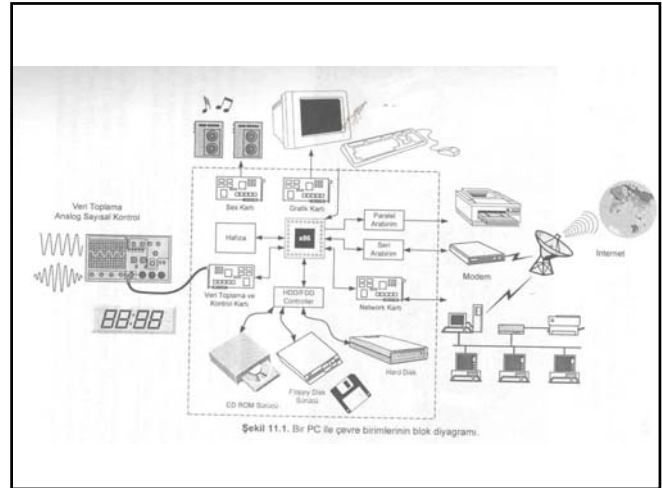 Ses Kartı
Grafik Kartı
Veri Toplama
Analog Sayısal Kontrol
Hafıza
x86
Paralel
Arabirim
Seri
Arabirim
Modem
Internet
Veri Toplama ve
Kontrol Kartı
HDD/FDD
Controller
Network Kartı
88:88
CD ROM Sürücü
Floppy Disk
Sürücü
Hard Disk
Şekil 11.1. Bir PC ile çevre birimlerinin blok diyagramı.